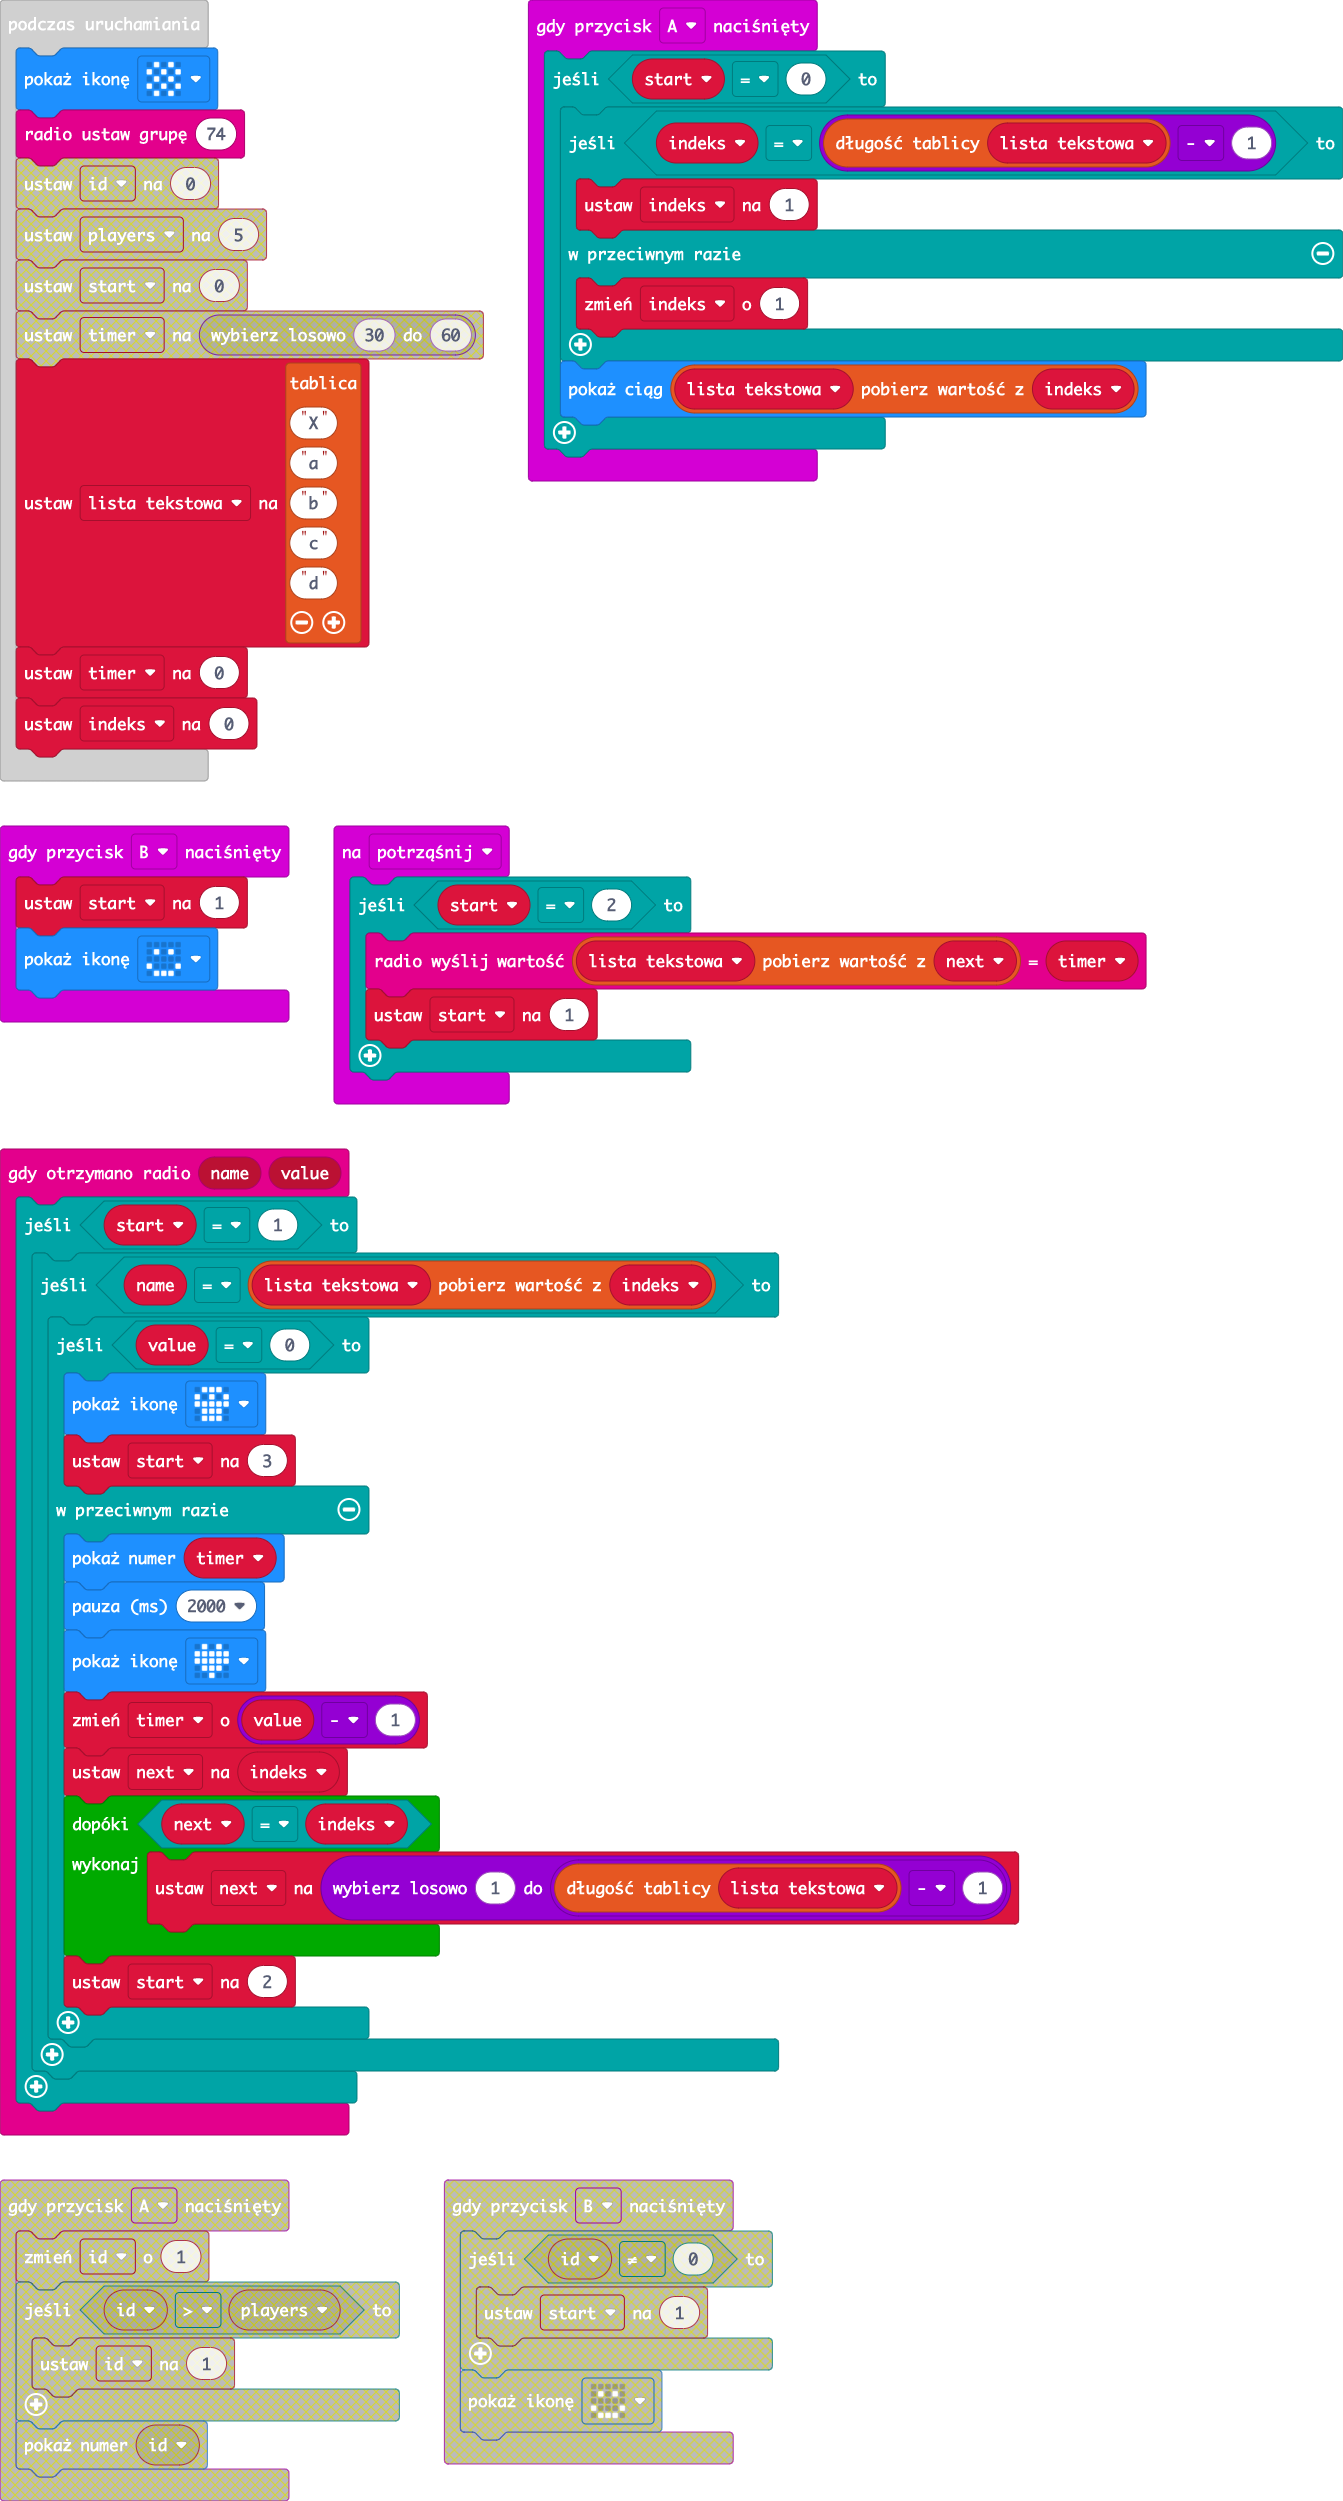 podczas uruchamiania
pokaż ikonę
radio ustaw grupę 74
ustaw id na 0
ustaw players na 5
ustaw start na 0
ustaw timer na wybierz losowo 30 do 60
ustaw lista tekstowa na tablica
"X"
"a"
"b"
"c"
"d"
ustaw timer na 0
ustaw indeks na 0
gdy przycisk A naciśnięty
jeśli start = 0 to
jeśli indeks = długość tablicy lista tekstowa - 1 to
ustaw indeks na 1
w przeciwnym razie
zmień indeks o 1
pokaż ciąg lista tekstowa pobierz wartość z indeks
gdy przycisk B naciśnięty
ustaw start na 1
pokaż ikonę
na potrząśnij
jeśli start = 2 to
radio wyślij wartość lista tekstowa pobierz wartość z next = timer
ustaw start na 1
gdy otrzymano radio name value
jeśli start = 1 to
jeśli name = lista tekstowa pobierz wartość z indeks to
jeśli value = 0 to
pokaż ikonę
ustaw start na 3
w przeciwnym razie
pokaż numer timer
pauza (ms) 2000
pokaż ikonę
zmień timer o value - 1
ustaw next na indeks
dopóki next = indeks
wykonaj
ustaw next na wybierz losowo 1 do długość tablicy lista tekstowa - 1
ustaw start na 2
gdy przycisk A naciśnięty
zmień id o 1
jeśli id > players to
ustaw id na 1
pokaż numer id
gdy przycisk B naciśnięty
jeśli id ≠ 0 to
ustaw start na 1
pokaż ikonę